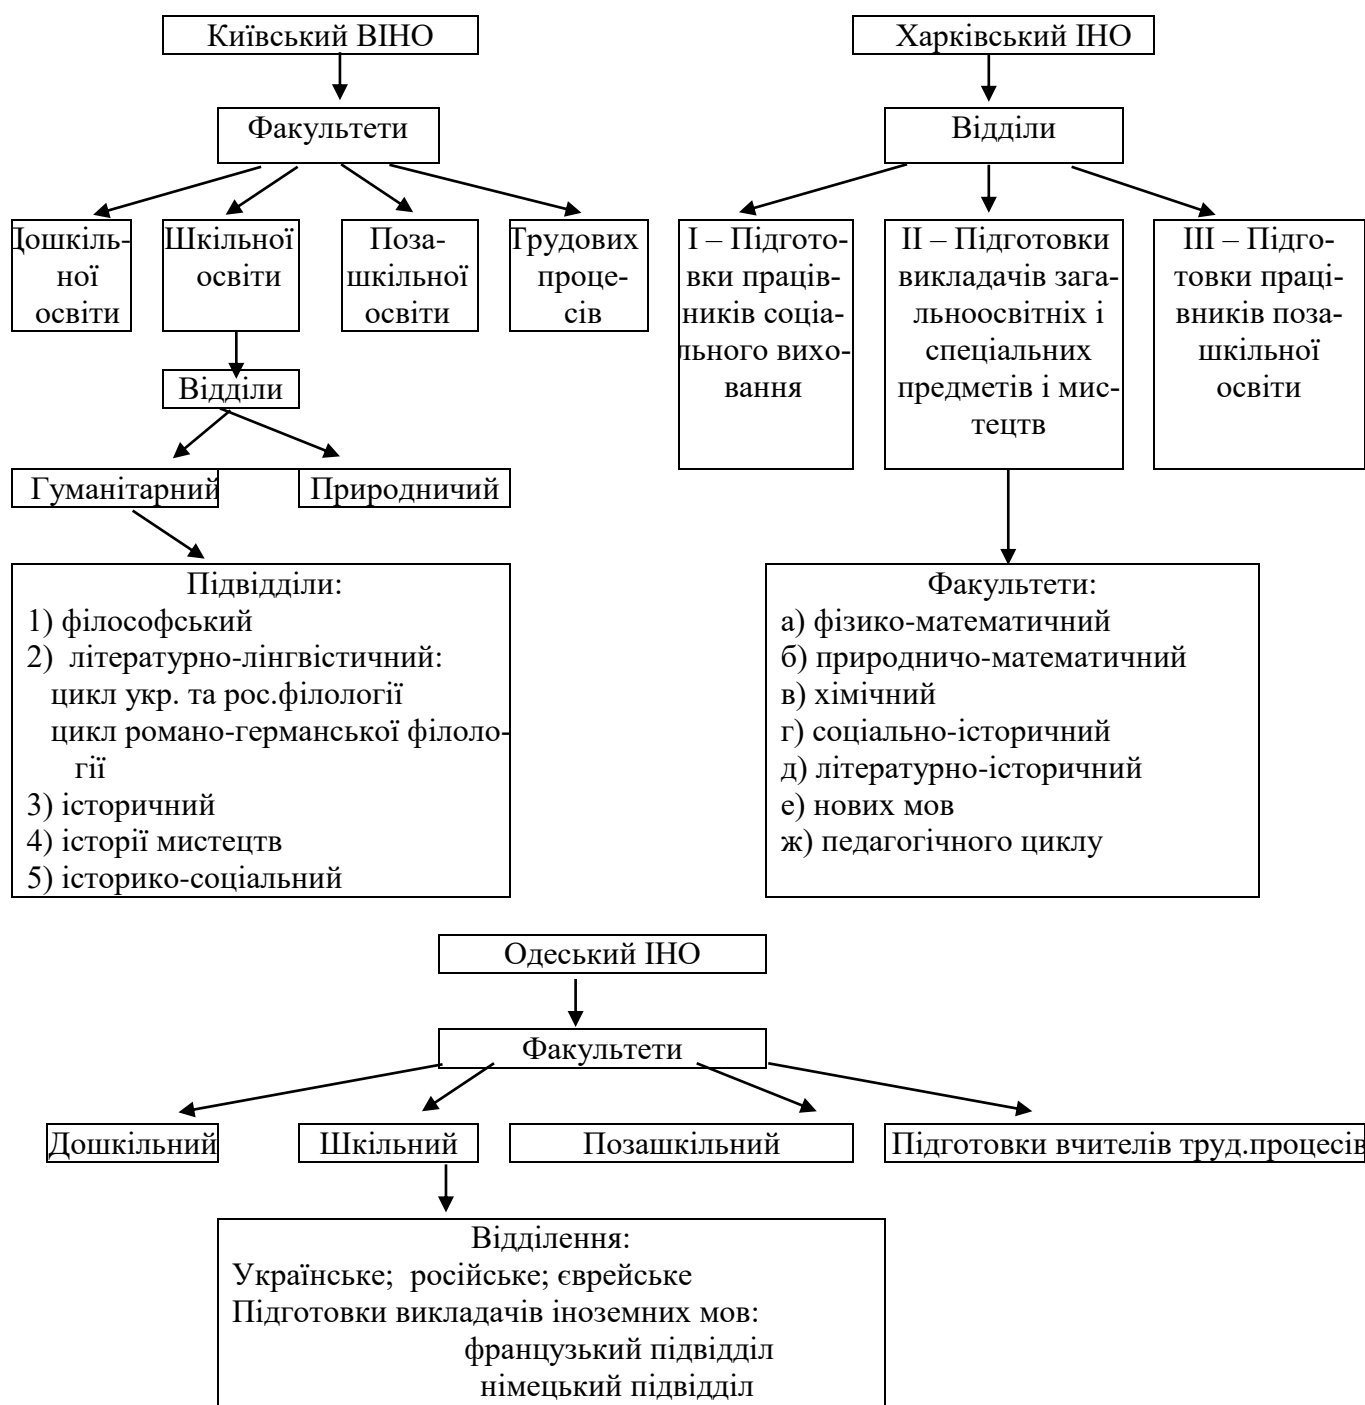 Київський ВІНО
Факультети
Дошкіль-
ної
освіти
Шкільної
освіти
Поза-
шкільної
освіти
Трудових
проце-
сів
Відділи
Гуманітарний
Природничий
Підвідділи:
1) філософський
2) літературно-лінгвістичний:
цикл укр. та рос.філології
цикл романо-германської філоло-
гії
3) історичний
4) історії мистецтв
5) історико-соціальний
Харківський ІНО
Відділи
І – Підгото-
вки праців-
ників соціа-
льного вихо-
вання
ІІ – Підготовки
викладачів зага-
льноосвітніх і
спеціальних
предметів і мис-
тецтв
ІІІ – Підго-
товки праці-
вників поза-
шкільної
освіти
Факультети:
а) фізико-математичний
б) природничо-математичний
в) хімічний
г) соціально-історичний
д) літературно-історичний
е) нових мов
ж) педагогічного циклу
Одеський ІНО
Факультети
Дошкільний
Шкільний
Позашкільний
Підготовки вчителів труд.процесів
Відділення:
Українське; російське; єврейське
Підготовки викладачів іноземних мов:
французький підвідділ
німецький підвідділ